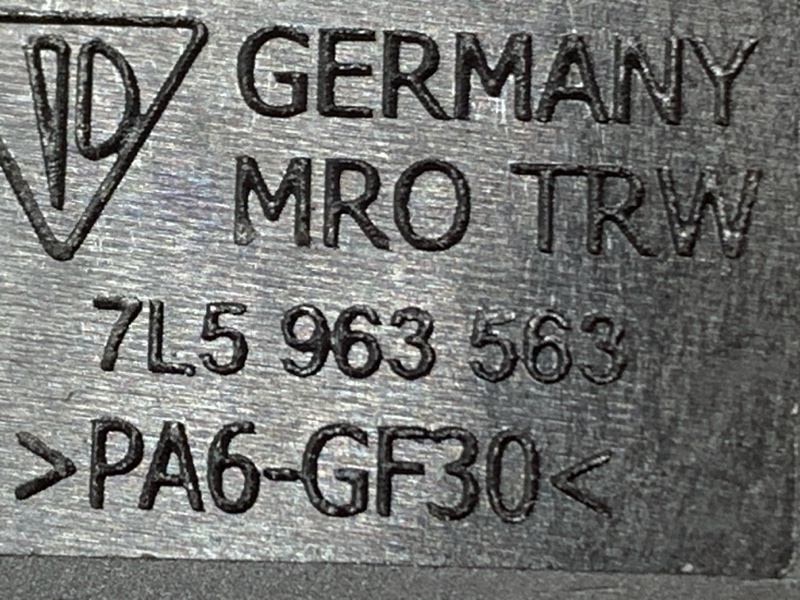 GERMANY
MRO TRW
7L5 963 563
>PA6-GF30<